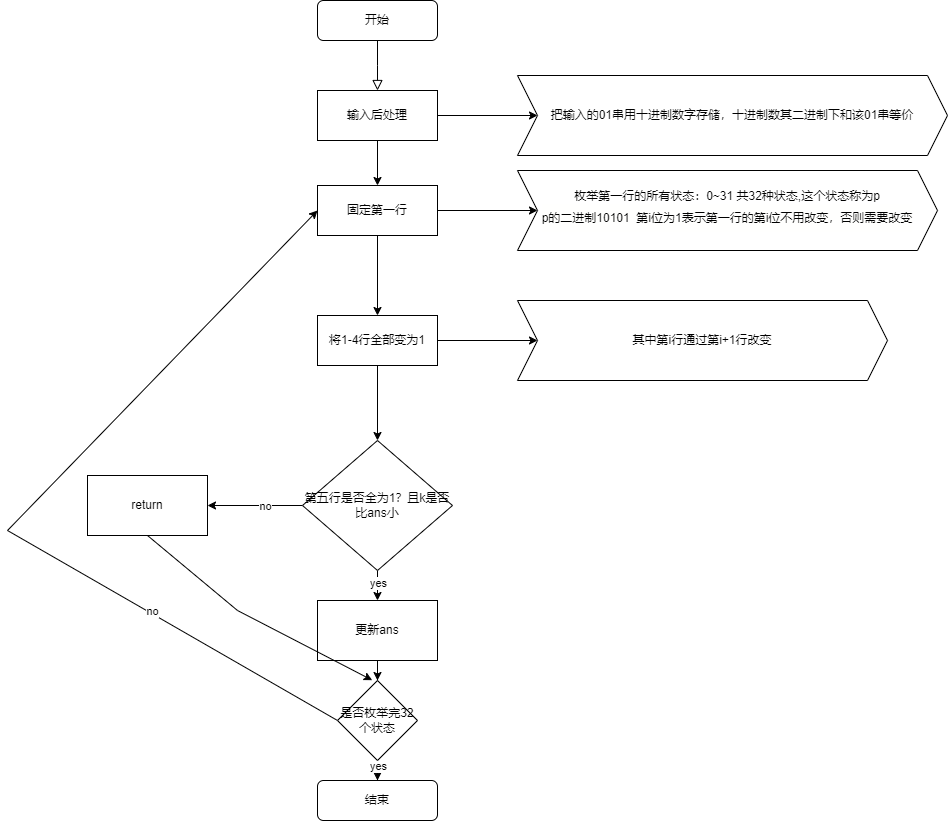 开始
输入后处理
把输入的01串用十进制数字存储，十进制数其二进制下和该01串等价
固定第一行
枚举第一行的所有状态：0~31 共32种状态,这个状态称为p
p的二进制10101 第i位为1表示第一行的第i位不用改变，否则需要改变
将1-4行全部变为1
其中第i行通过第i+1行改变
第五行是否全为1？且k是否
比ans小
no
return
yes
更新ans
no
是否枚举完32
个状态
yes
结束